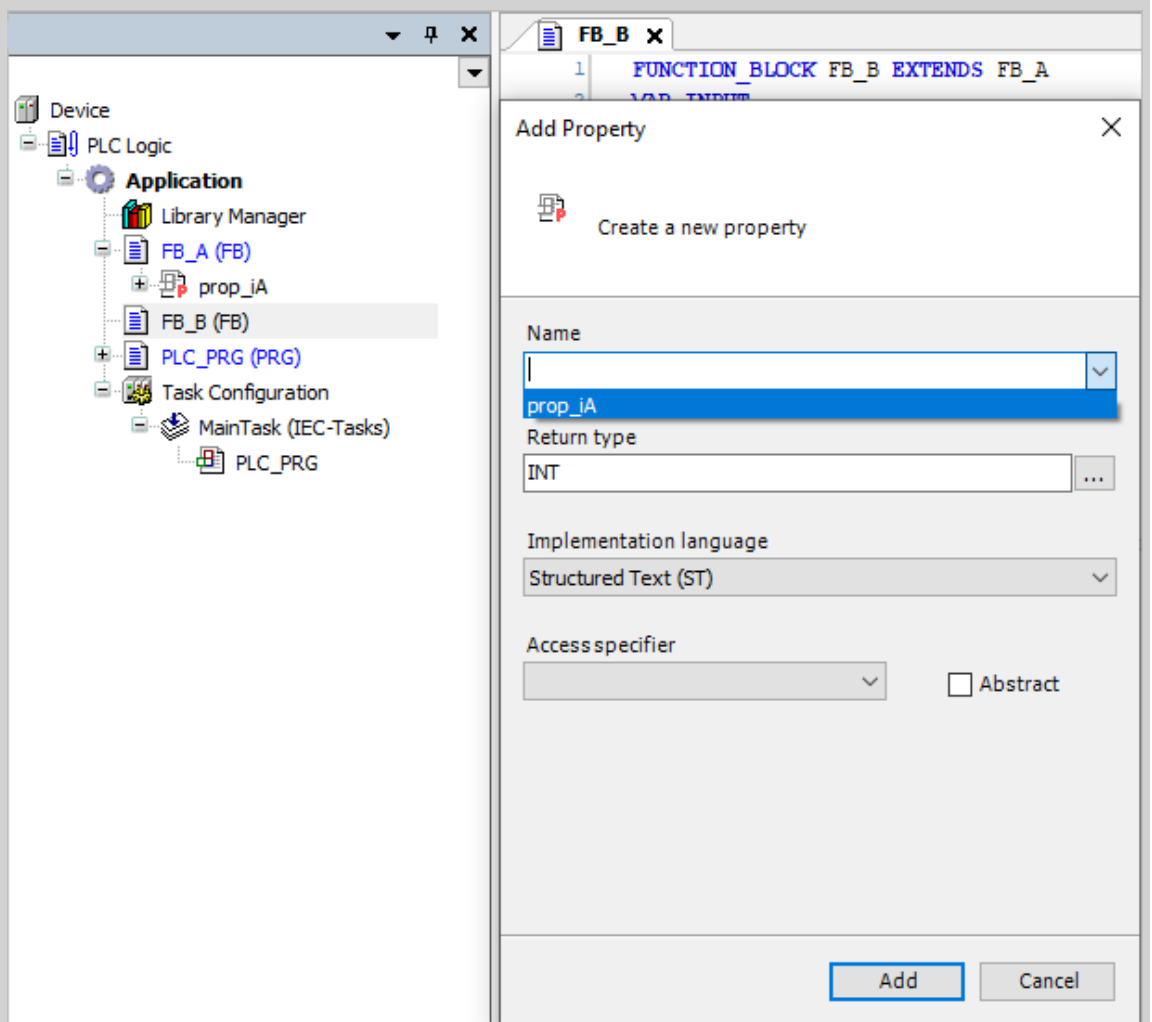 Device
PLC Logic
Application
Library Manager
FB_A (FB)
prop_iA
FB_B (FB)
PLC_PRG (PRG)
Task Configuration
MainTask (IEC-Tasks)
PLC_PRG
FB_B
1 FUNCTION_BLOCK FB_B EXTENDS FB_A
2 VAR_INPUT
Add Property
Create a new property
Name
prop_iA
Return type
INT
...
Implementation language
Structured Text (ST)
Access specifier
Abstract
Add
Cancel